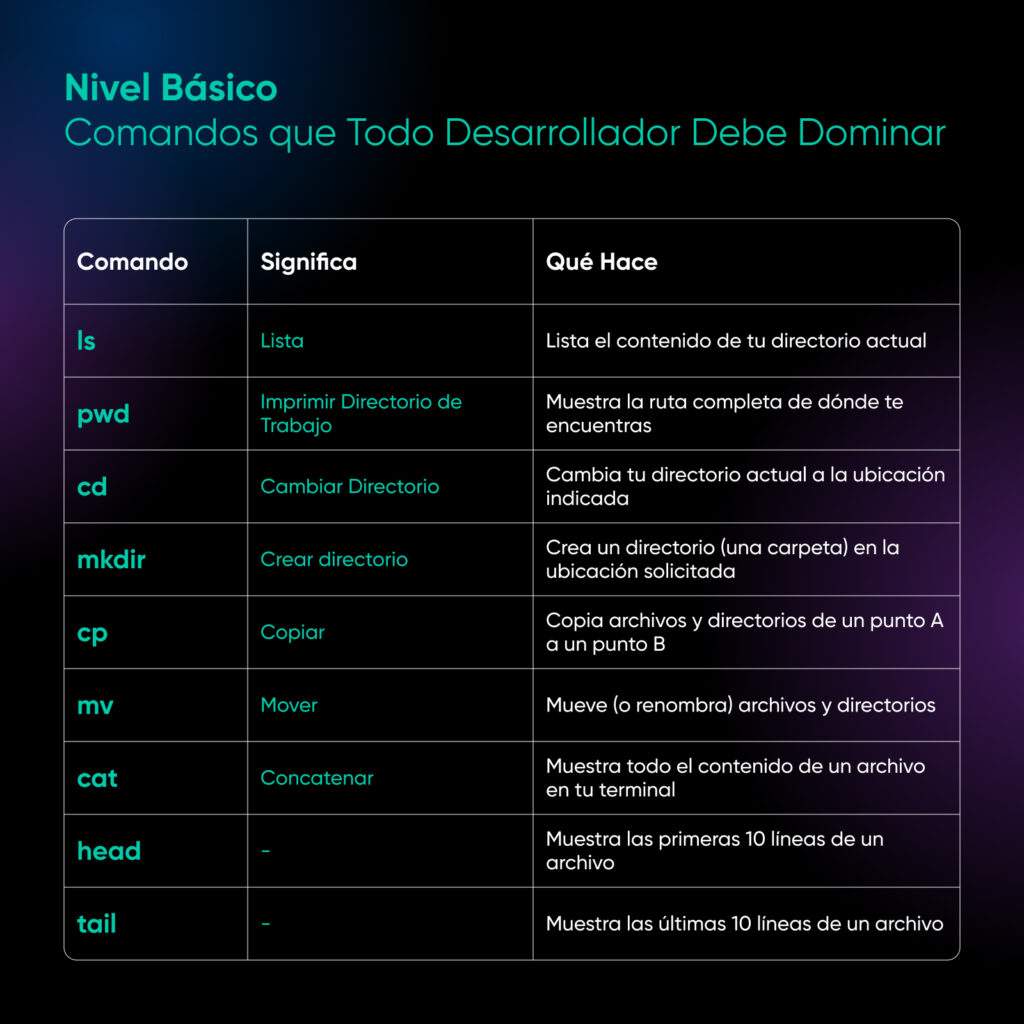 Nivel Básico
Comandos que Todo Desarrollador Debe Dominar
Comando
Significa
Qué Hace
ls
Lista
Lista el contenido de tu directorio actual
pwd
Imprimir Directorio de
Trabajo
Muestra la ruta completa de dónde te
encuentras
cd
Cambiar Directorio
Cambia tu directorio actual a la ubicación
indicada
mkdir
Crear directorio
Crea un directorio (una carpeta) en la
ubicación solicitada
cp
Copiar
Copia archivos y directorios de un punto A
a un punto B
mv
Mover
Mueve (o renombra) archivos y directorios
cat
Concatenar
Muestra todo el contenido de un archivo
en tu terminal
head
-
Muestra las primeras 10 líneas de un
archivo
tail
-
Muestra las últimas 10 líneas de un archivo